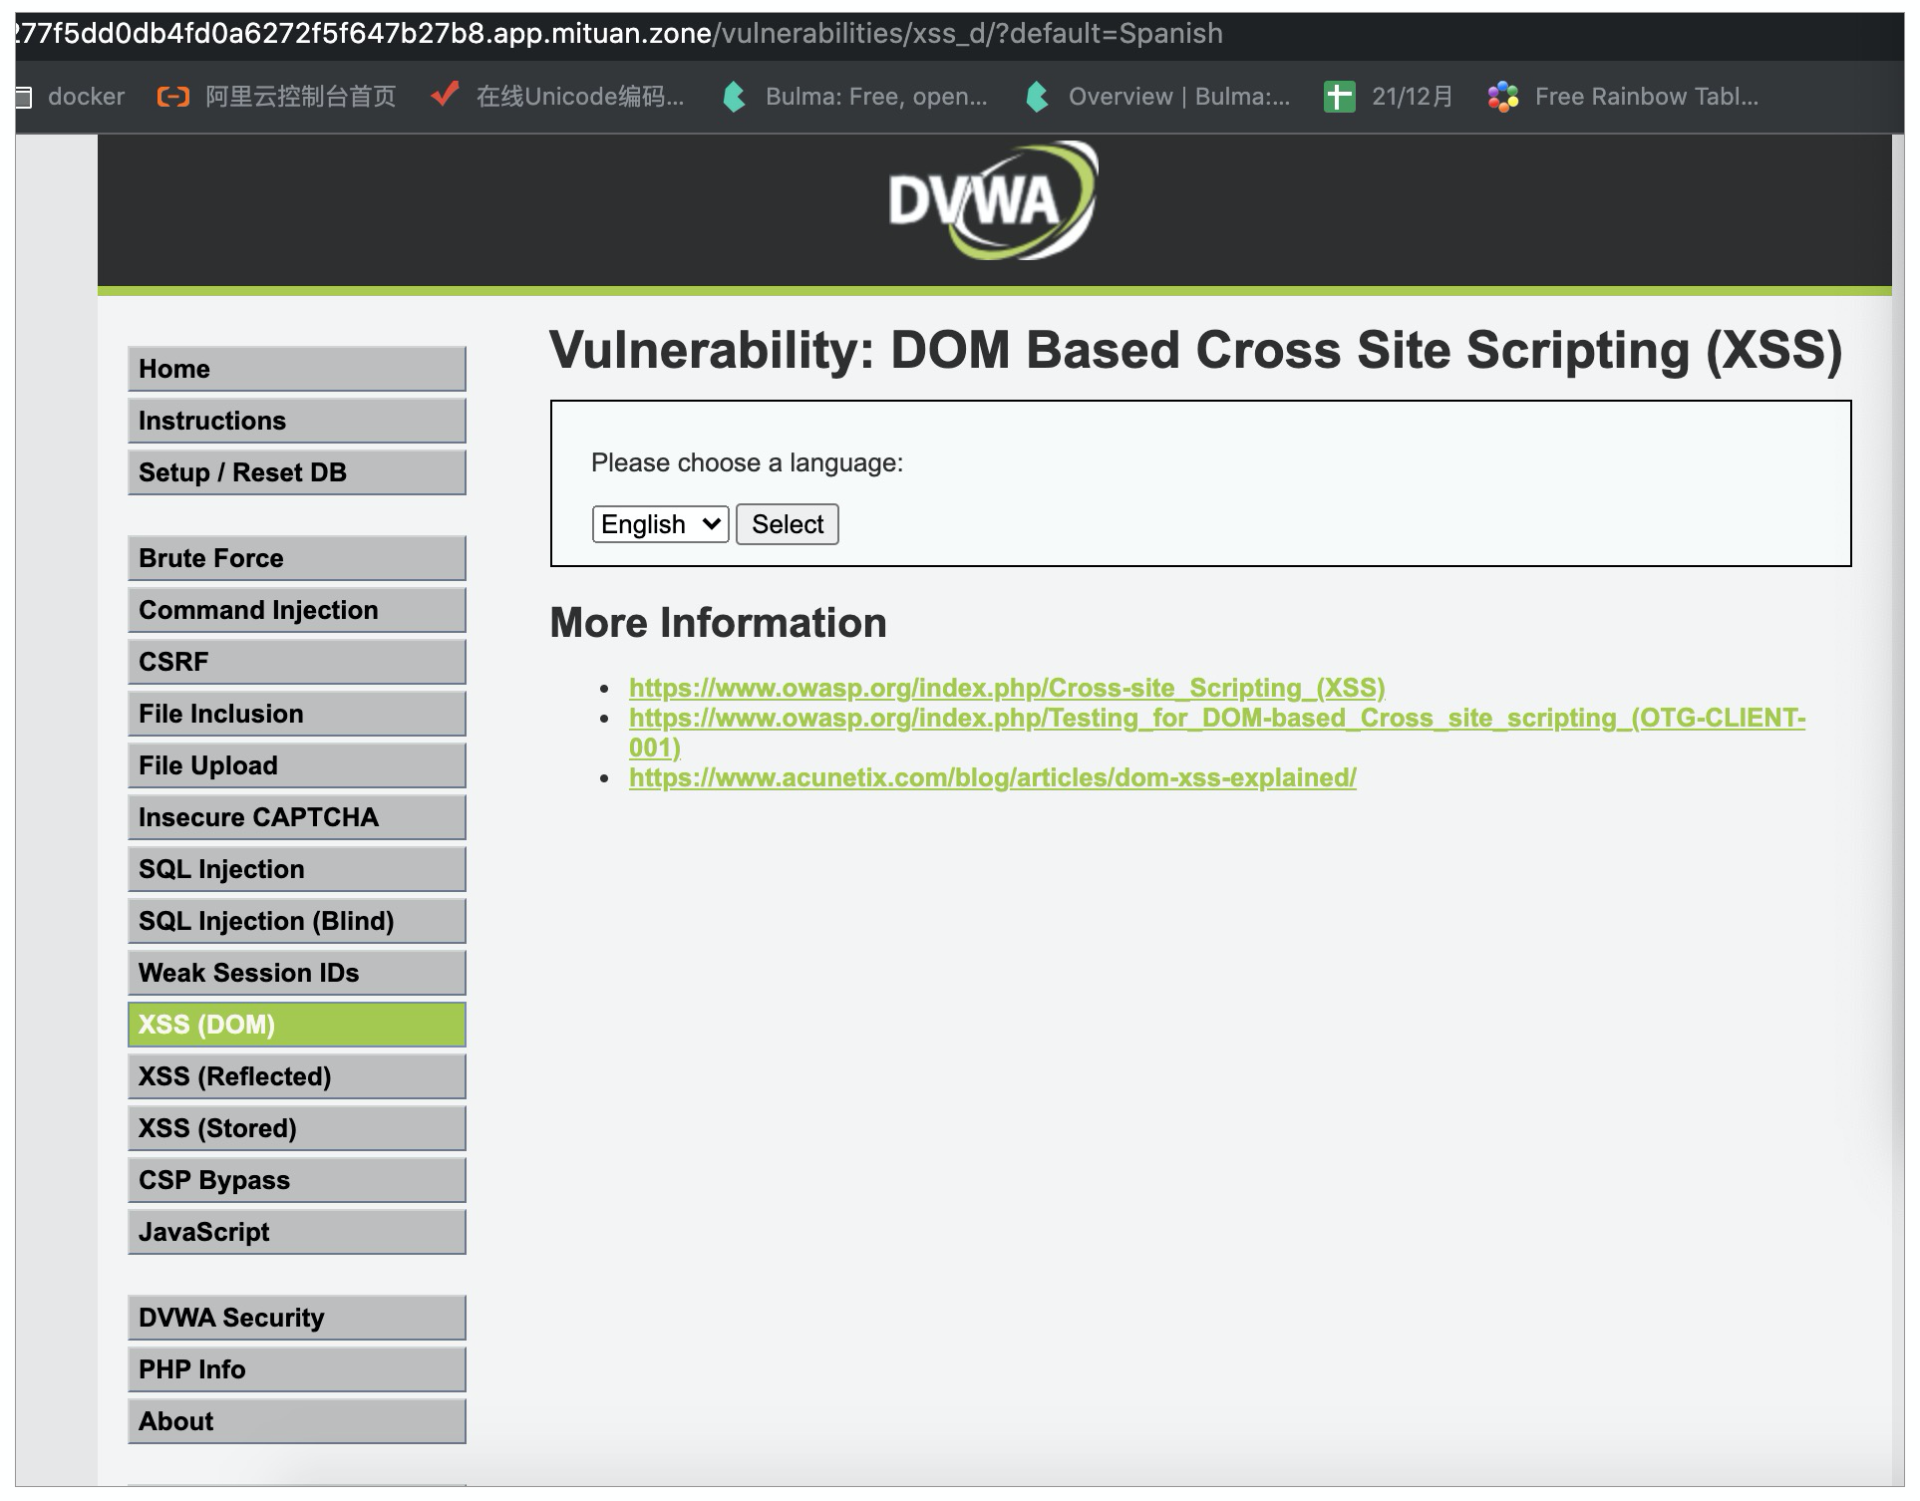 277f5dd0db4fd0a6272f5f647b27b8.app.mituan.zone/vulnerabilities/xss_d/?default=Spanish
docker 阿里云控制台首页 在线Unicode编码... Bulma: Free, open... Overview | Bulma:... 21/12月 Free Rainbow Tabl...
DVWA
Home
Instructions
Setup / Reset DB
Brute Force
Command Injection
CSRF
File Inclusion
File Upload
Insecure CAPTCHA
SQL Injection
SQL Injection (Blind)
Weak Session IDs
XSS (DOM)
XSS (Reflected)
XSS (Stored)
CSP Bypass
JavaScript
DVWA Security
PHP Info
About
Vulnerability: DOM Based Cross Site Scripting (XSS)
Please choose a language:
English Select
More Information
https://www.owasp.org/index.php/Cross-site_Scripting_(XSS)
https://www.owasp.org/index.php/Testing_for_DOM-based_Cross_site_scripting_(OTG-CLIENT-
001)
https://www.acunetix.com/blog/articles/dom-xss-explained/